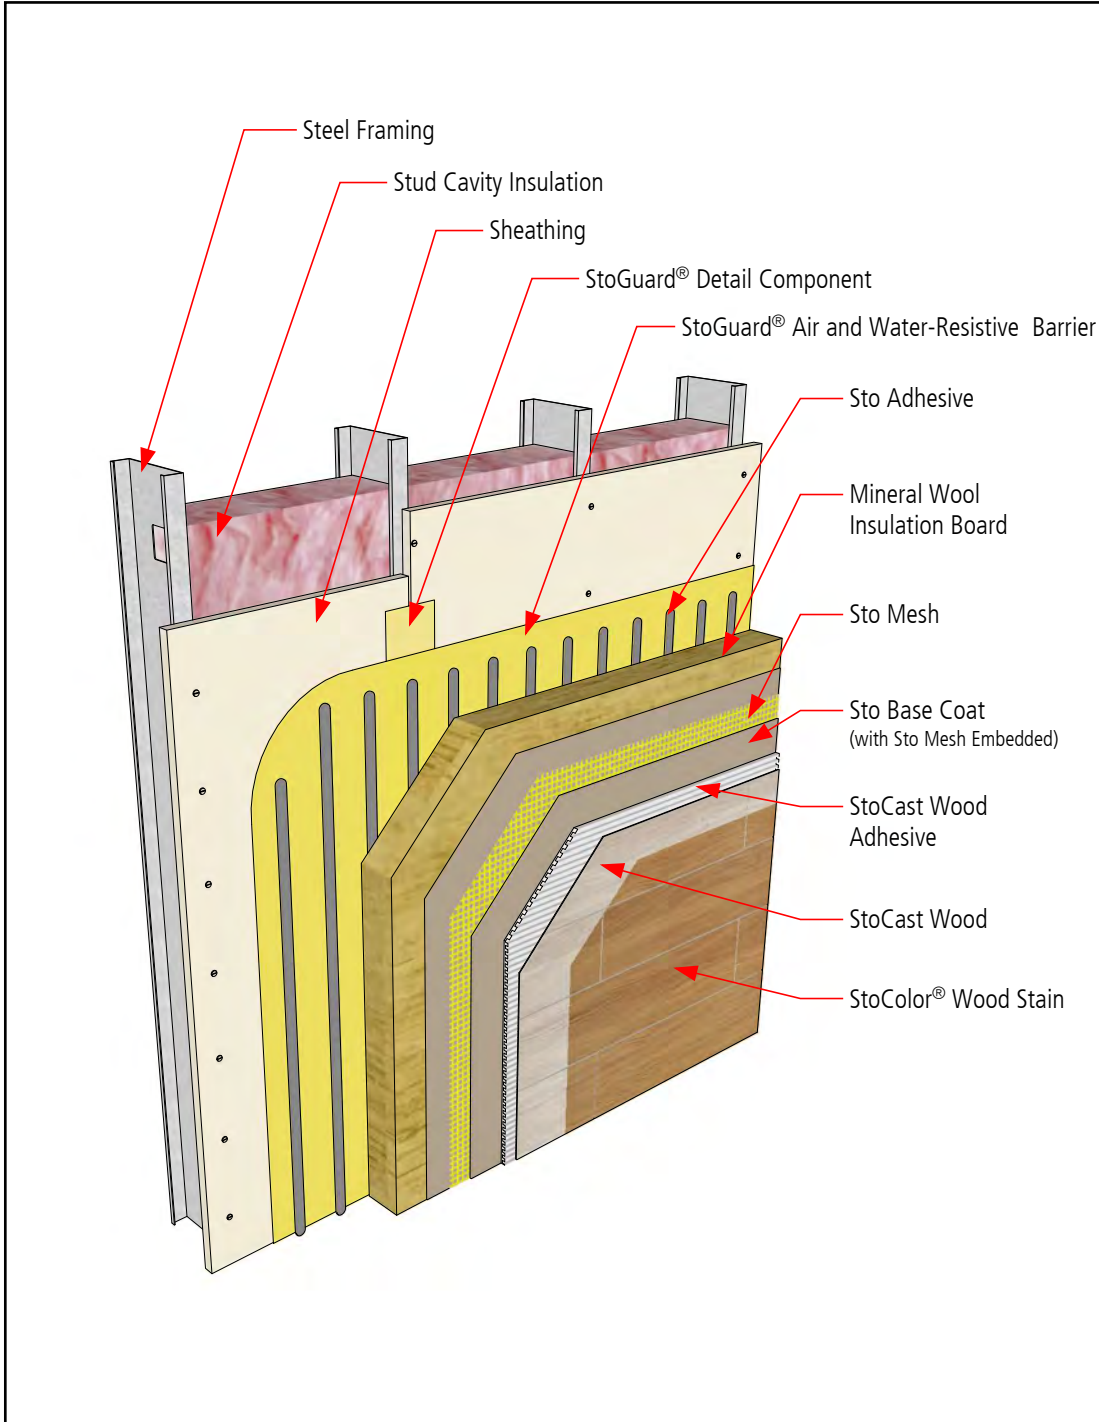 Steel Framing
Stud Cavity Insulation
Sheathing
StoGuard® Detail Component
StoGuard® Air and Water-Resistive Barrier
Sto Adhesive
Mineral Wool
Insulation Board
Sto Mesh
Sto Base Coat
(with Sto Mesh Embedded)
StoCast Wood
Adhesive
StoCast Wood
StoColor® Wood Stain